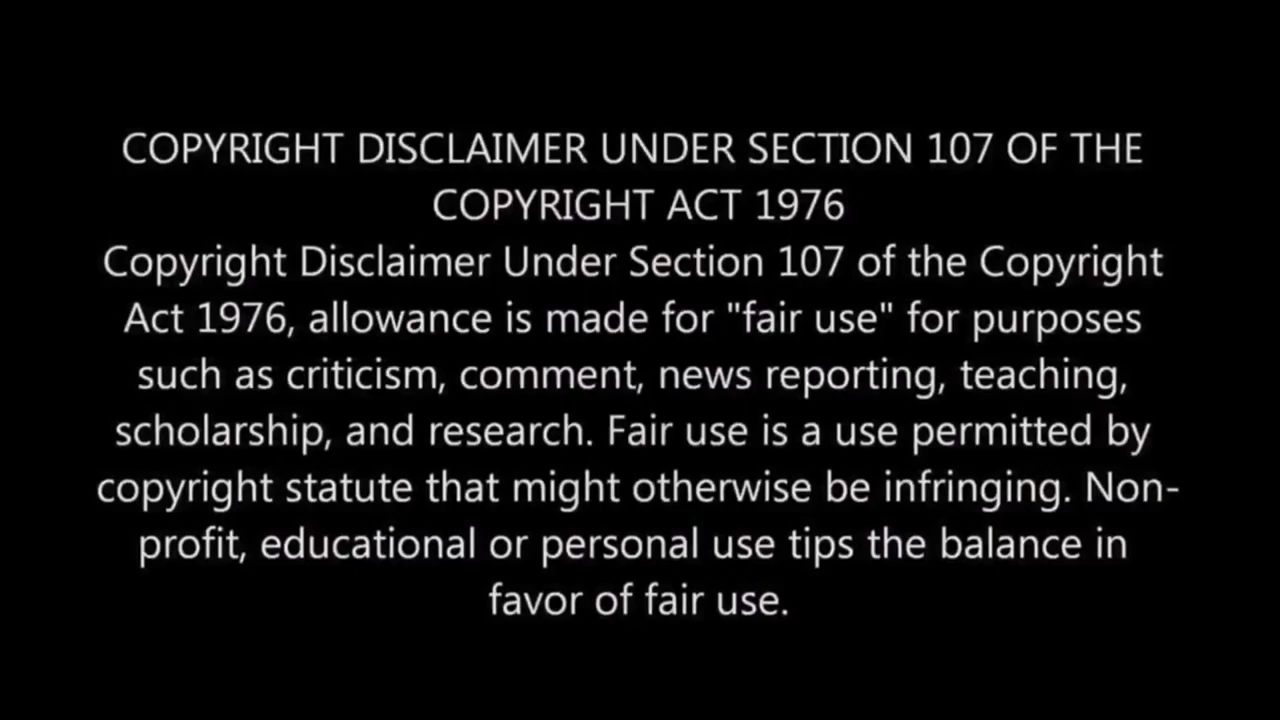 COPYRIGHT DISCLAIMER UNDER SECTION 107 OF THE
COPYRIGHT ACT 1976
Copyright Disclaimer Under Section 107 of the Copyright
Act 1976, allowance is made for "fair use" for purposes
such as criticism, comment, news reporting, teaching,
scholarship, and research. Fair use is a use permitted by
copyright statute that might otherwise be infringing. Non-
profit, educational or personal use tips the balance in
favor of fair use.